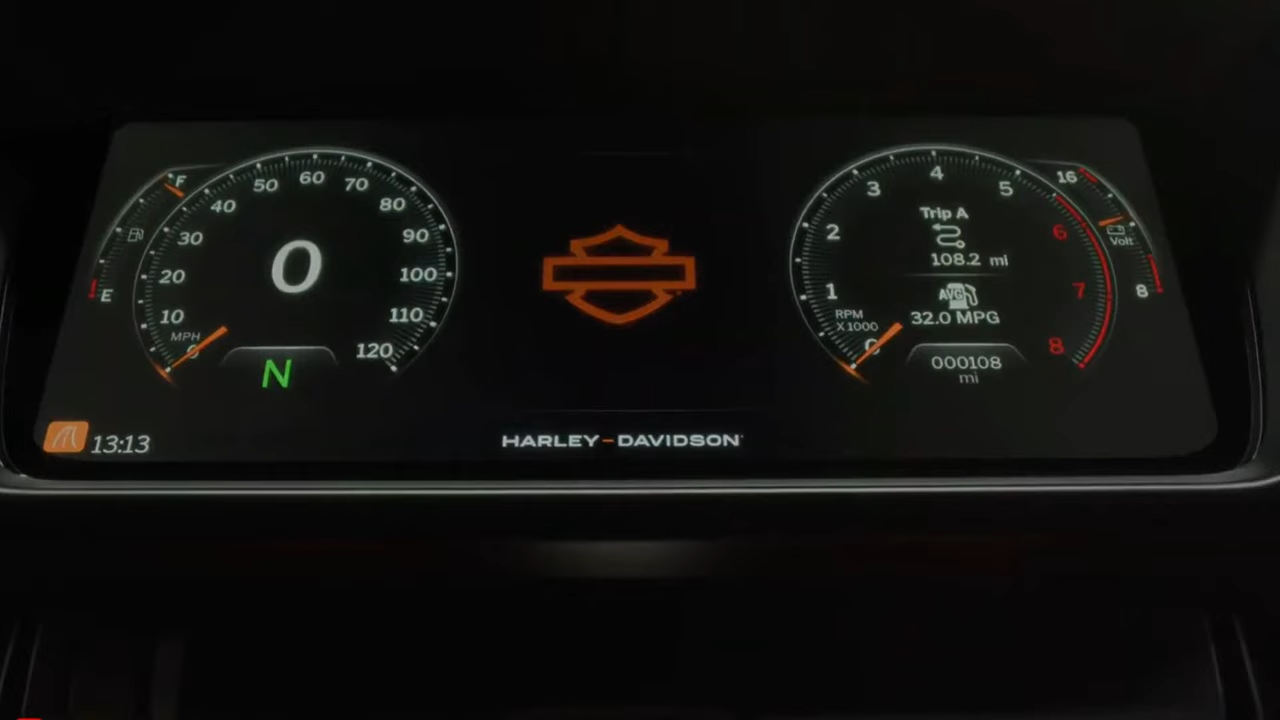 F
E
0
10
20
30
40
50
60
70
80
90
100
110
120
MPH
0
N
13:13
HARLEY-DAVIDSON
1
2
3
4
5
6
7
8
RPM
X1000
Trip A
108.2 mi
AVG
32.0 MPG
000108
mi
16
Volt
8